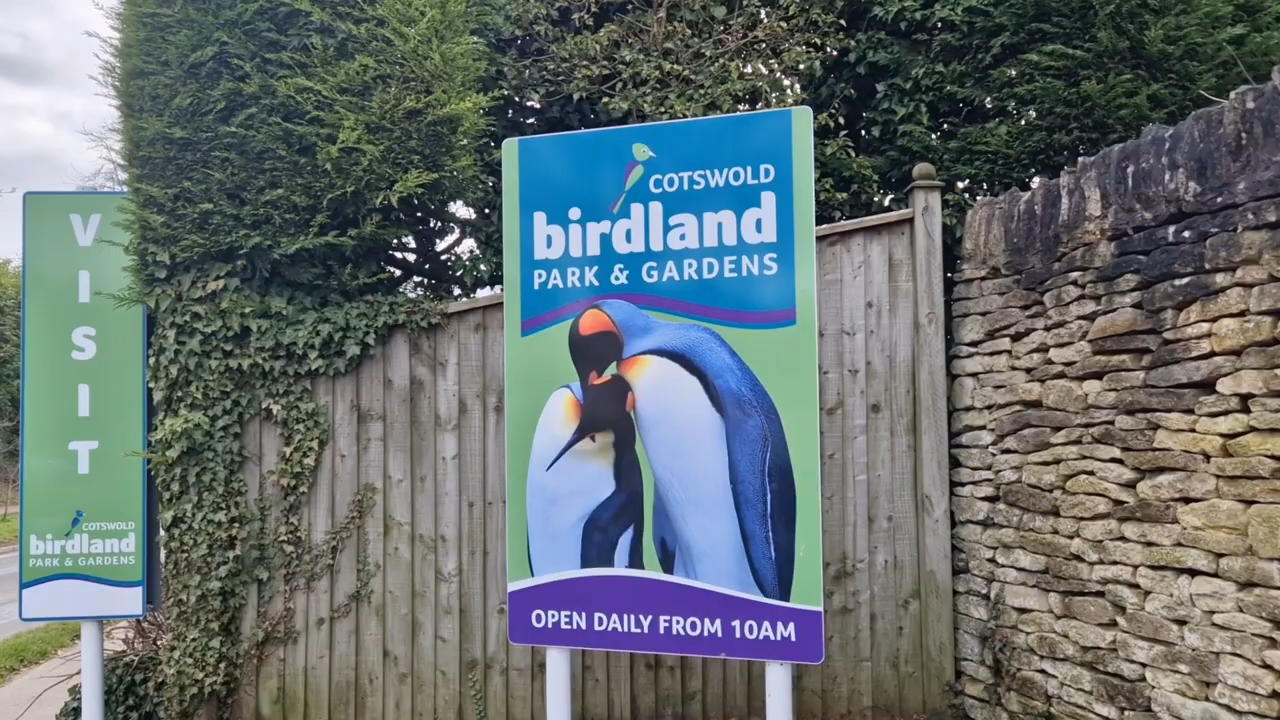 VISIT
COTSWOLD
birdland
PARK & GARDENS
COTSWOLD
birdland
PARK & GARDENS
OPEN DAILY FROM 10AM